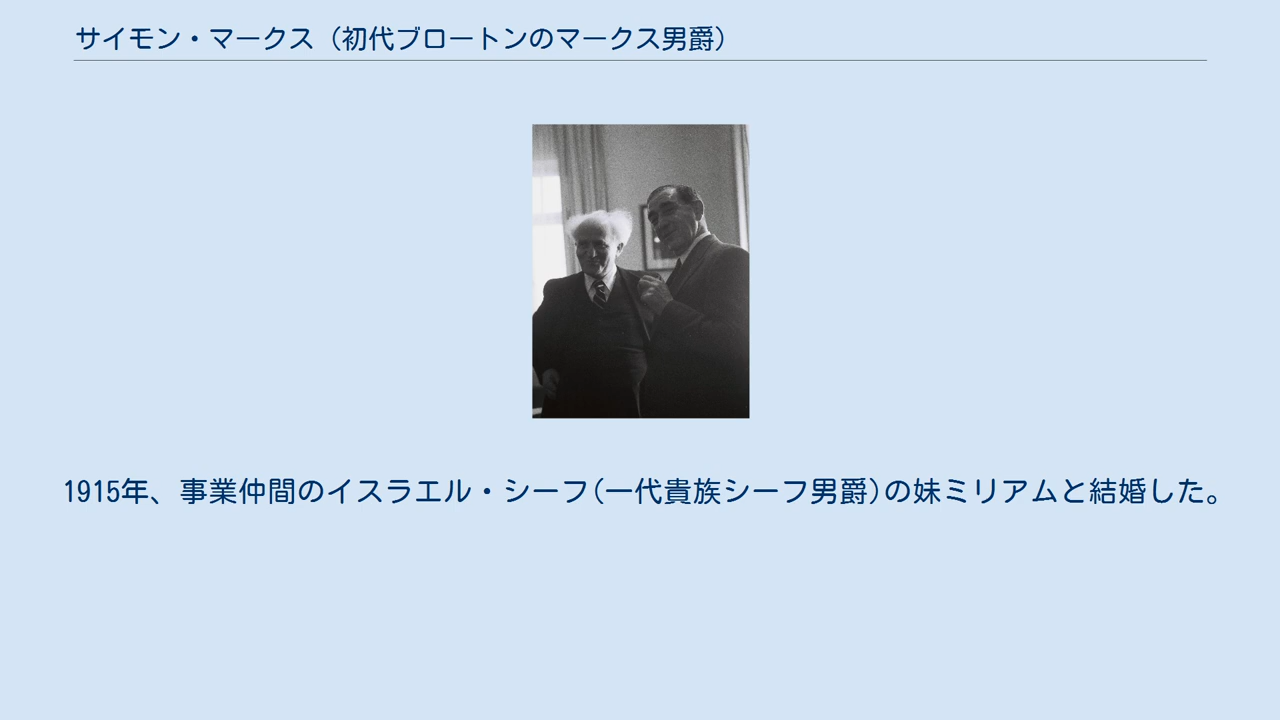 サイモン・マークス（初代ブロートンのマークス男爵）
1915年、事業仲間のイスラエル・シーフ(一代貴族シーフ男爵)の妹ミリアムと結婚した。